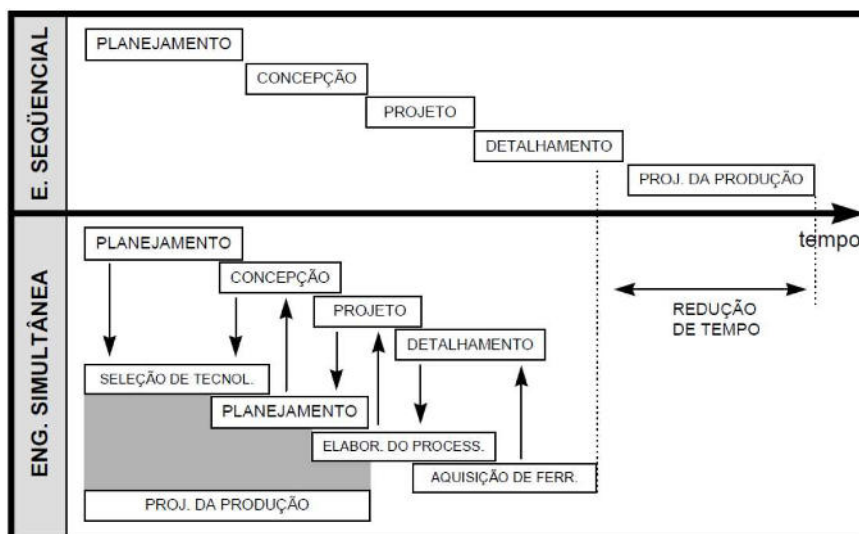 E. SEQÜENCIAL
PLANEJAMENTO
CONCEPÇÃO
PROJETO
DETALHAMENTO
PROJ. DA PRODUÇÃO
tempo
ENG. SIMULTÂNEA
PLANEJAMENTO
CONCEPÇÃO
PROJETO
DETALHAMENTO
REDUÇÃO
DE TEMPO
SELEÇÃO DE TECNOL.
PLANEJAMENTO
ELABOR. DO PROCESS.
AQUISIÇÃO DE FERR.
PROJ. DA PRODUÇÃO